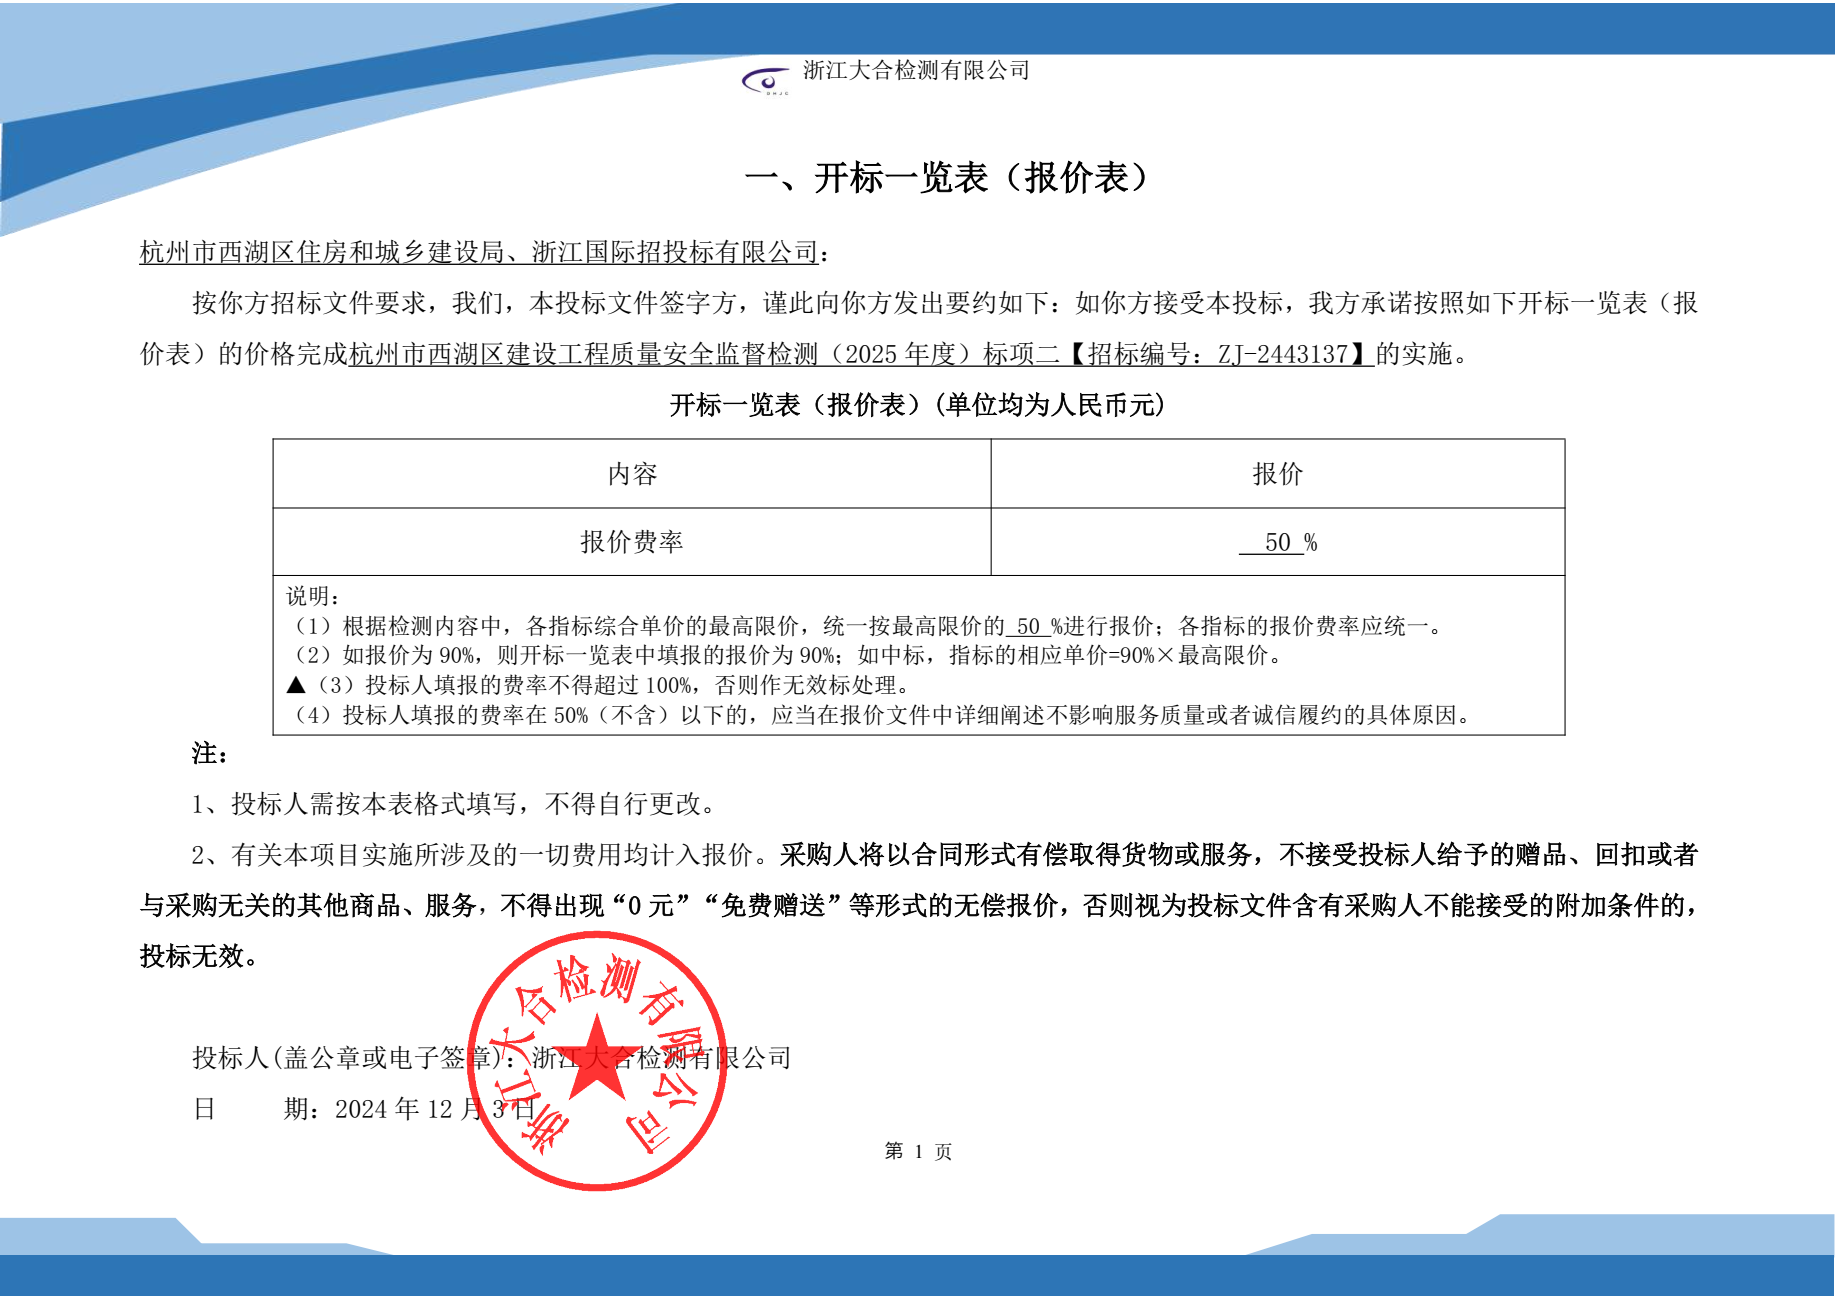 浙江大合检测有限公司
DHJC
一、开标一览表（报价表）
杭州市西湖区住房和城乡建设局、浙江国际招投标有限公司：
按你方招标文件要求，我们，本投标文件签字方，谨此向你方发出要约如下：如你方接受本投标，我方承诺按照如下开标一览表（报
价表）的价格完成杭州市西湖区建设工程质量安全监督检测（2025 年度）标项二【招标编号：ZJ-2443137】的实施。
开标一览表（报价表）(单位均为人民币元)
内容 报价
报价费率 50 %
说明：
（1）根据检测内容中，各指标综合单价的最高限价，统一按最高限价的 50 %进行报价；各指标的报价费率应统一。
（2）如报价为 90%，则开标一览表中填报的报价为 90%；如中标，指标的相应单价=90%×最高限价。
▲（3）投标人填报的费率不得超过 100%，否则作无效标处理。
（4）投标人填报的费率在 50%（不含）以下的，应当在报价文件中详细阐述不影响服务质量或者诚信履约的具体原因。
注：
1、投标人需按本表格式填写，不得自行更改。
2、有关本项目实施所涉及的一切费用均计入报价。采购人将以合同形式有偿取得货物或服务，不接受投标人给予的赠品、回扣或者
与采购无关的其他商品、服务，不得出现“0 元”“免费赠送”等形式的无偿报价，否则视为投标文件含有采购人不能接受的附加条件的，
投标无效。
投标人(盖公章或电子签章)：浙江大合检测有限公司
日 期：2024 年 12 月 3 日
浙江大合检测有限公司
第 1 页